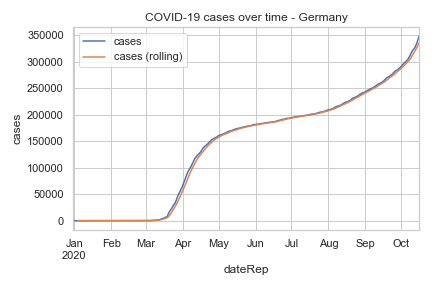 COVID-19 cases over time - Germany
350000
300000
250000
200000
150000
100000
50000
0
cases
cases
cases (rolling)
Jan Feb Mar Apr May Jun Jul Aug Sep Oct
2020
dateRep